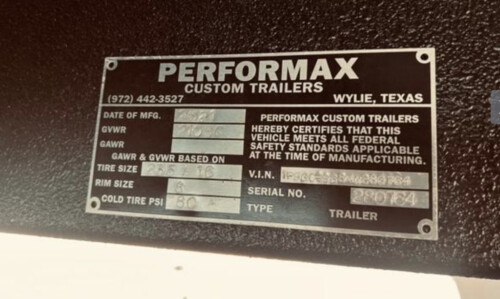 PERFORMAX
CUSTOM TRAILERS
(972) 442-3527 WYLIE, TEXAS
DATE OF MFG.
GVWR
GAWR
GAWR & GVWR BASED ON
TIRE SIZE
RIM SIZE 8
COLD TIRE PSI 80
PERFORMAX CUSTOM TRAILERS
HEREBY CERTIFIES THAT THIS
VEHICLE MEETS ALL FEDERAL
SAFETY STANDARDS APPLICABLE
AT THE TIME OF MANUFACTURING.
V.I.N.
SERIAL NO.
TYPE TRAILER